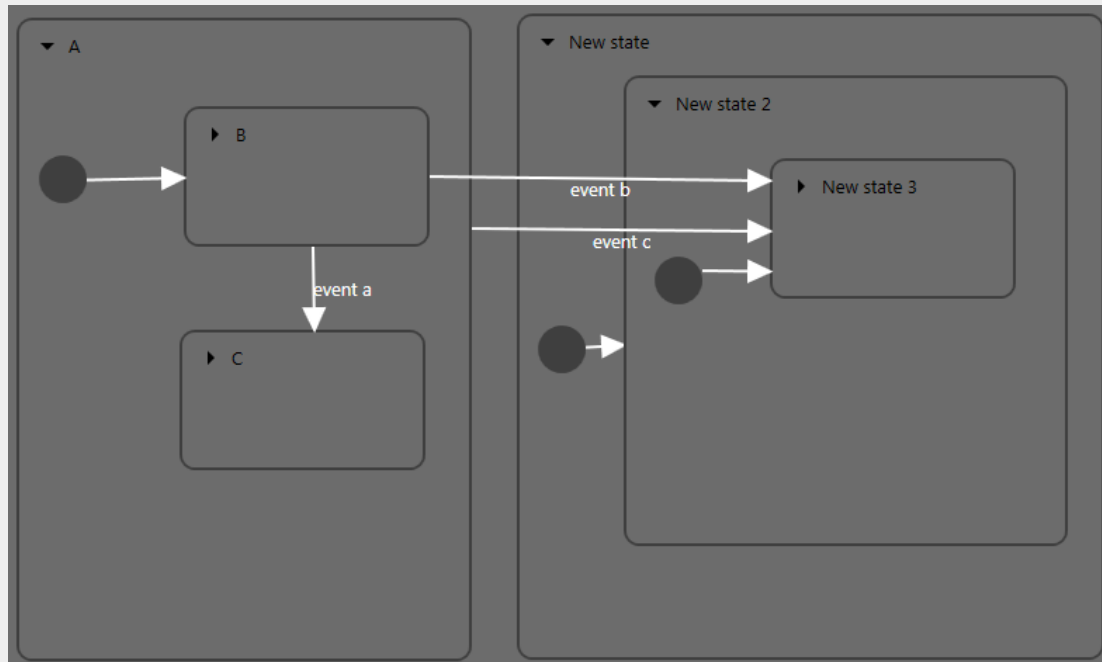 A
New state
New state 2
B
New state 3
event b
event c
event a
C